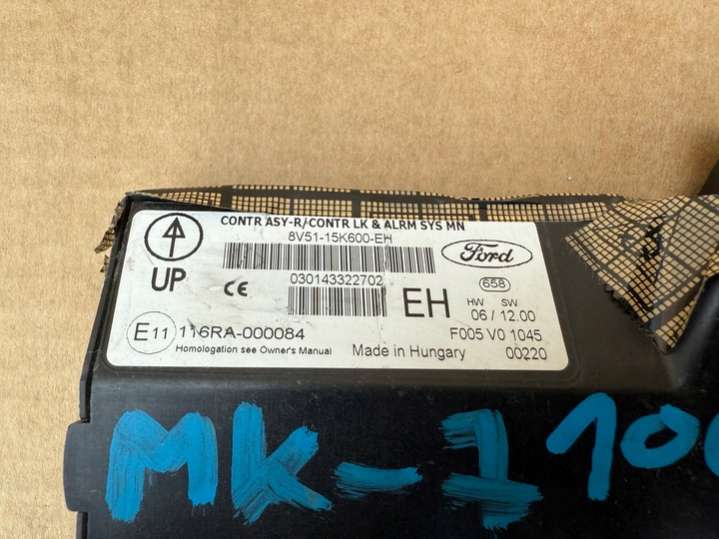 CONTR ASY-R/CONTR LK & ALRM SYS MN
8V51-15K600-EH
Ford
UP
CE
030143322702
EH
658
HW SW
06 / 12.00
E11 116RA-000084
F005 V0 1045
Homologation see Owner's Manual
Made in Hungary
00220
MK-110